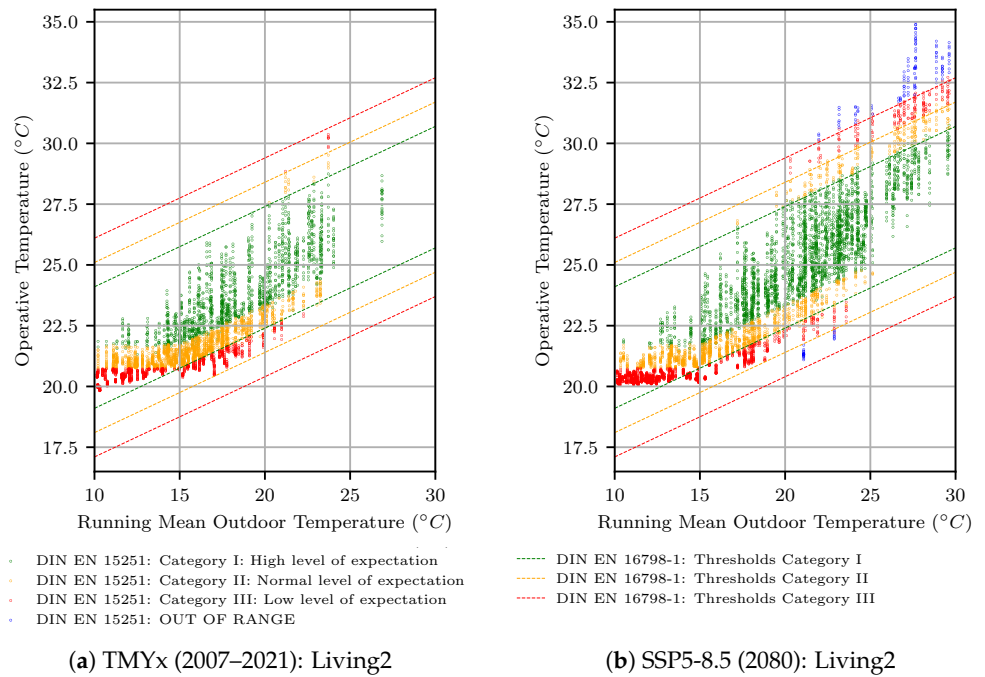 35.0
32.5
30.0
27.5
25.0
22.5
20.0
17.5
Operative Temperature (°C)
10 15 20 25 30
Running Mean Outdoor Temperature (°C)
35.0
32.5
30.0
27.5
25.0
22.5
20.0
17.5
Operative Temperature (°C)
10 15 20 25 30
Running Mean Outdoor Temperature (°C)
DIN EN 15251: Category I: High level of expectation
DIN EN 15251: Category II: Normal level of expectation
DIN EN 15251: Category III: Low level of expectation
DIN EN 15251: OUT OF RANGE
DIN EN 16798-1: Thresholds Category I
DIN EN 16798-1: Thresholds Category II
DIN EN 16798-1: Thresholds Category III
(a) TMYx (2007–2021): Living2
(b) SSP5-8.5 (2080): Living2